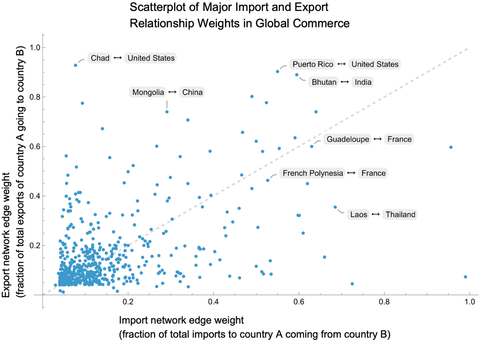 Scatterplot of Major Import and Export
Relationship Weights in Global Commerce
Export network edge weight
(fraction of total exports of country A going to country B)
1.0
0.8
0.6
0.4
0.2
Chad ↔ United States
Puerto Rico ↔ United States
Bhutan ↔ India
Mongolia ↔ China
Guadeloupe ↔ France
French Polynesia ↔ France
Laos ↔ Thailand
0.2 0.4 0.6 0.8 1.0
Import network edge weight
(fraction of total imports to country A coming from country B)